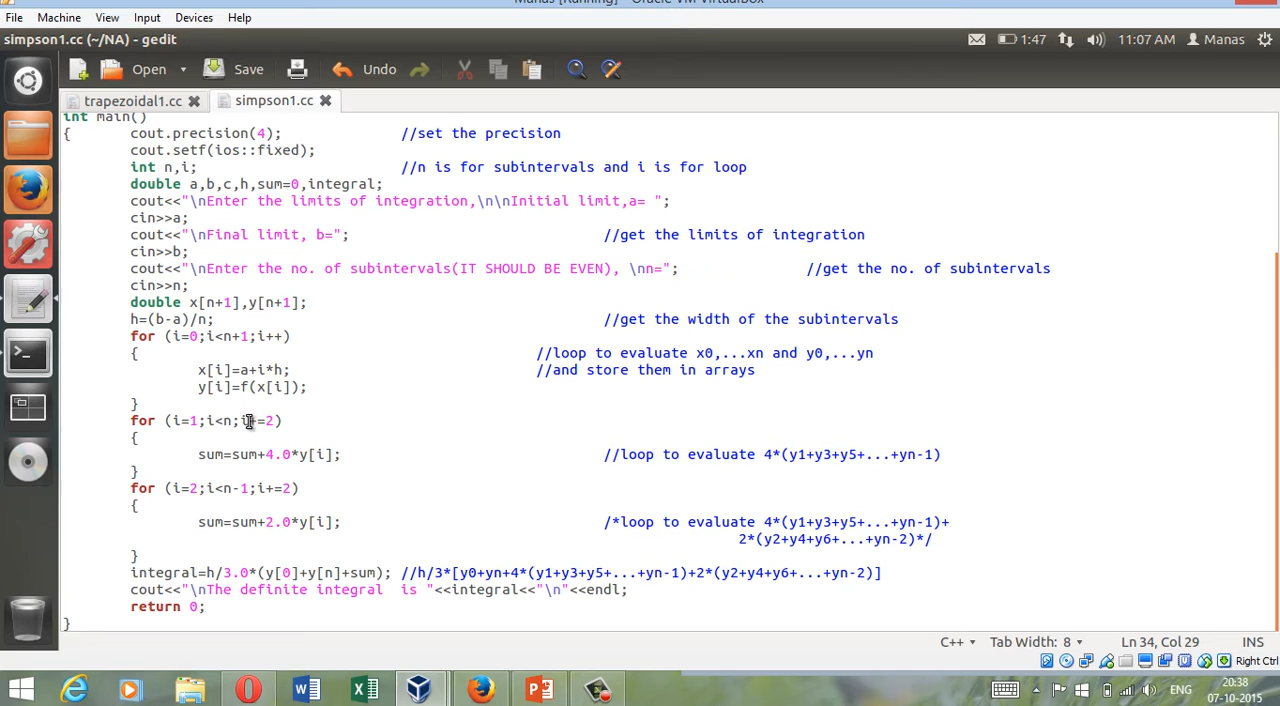 Manas [Running] - Oracle VM VirtualBox
File Machine View Input Devices Help
simpson1.cc (~/NA) - gedit
1:47 11:07 AM Manas
Open Save Undo
trapezoidal1.cc simpson1.cc
int main()
{ cout.precision(4); //set the precision
cout.setf(ios::fixed);
int n,i; //n is for subintervals and i is for loop
double a,b,c,h,sum=0,integral;
cout<<"\nEnter the limits of integration,\n\nInitial limit,a= ";
cin>>a;
cout<<"\nFinal limit, b="; //get the limits of integration
cin>>b;
cout<<"\nEnter the no. of subintervals(IT SHOULD BE EVEN), \nn="; //get the no. of subintervals
cin>>n;
double x[n+1],y[n+1];
h=(b-a)/n; //get the width of the subintervals
for (i=0;i<n+1;i++)
{ //loop to evaluate x0,...xn and y0,...yn
x[i]=a+i*h; //and store them in arrays
y[i]=f(x[i]);
}
for (i=1;i<n;i+=2)
{
sum=sum+4.0*y[i]; //loop to evaluate 4*(y1+y3+y5+...+yn-1)
}
for (i=2;i<n-1;i+=2)
{
sum=sum+2.0*y[i]; /*loop to evaluate 4*(y1+y3+y5+...+yn-1)+
2*(y2+y4+y6+...+yn-2)*/
}
integral=h/3.0*(y[0]+y[n]+sum); //h/3*[y0+yn+4*(y1+y3+y5+...+yn-1)+2*(y2+y4+y6+...+yn-2)]
cout<<"\nThe definite integral  is "<<integral<<"\n"<<endl;
return 0;
}
C++ Tab Width: 8 Ln 34, Col 29 INS
Right Ctrl
ENG 20:38
07-10-2015